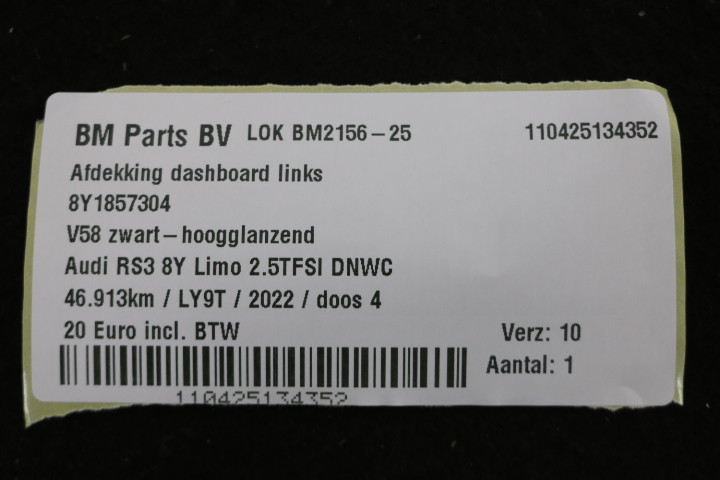 BM Parts BV LOK BM2156-25 110425134352
Afdekking dashboard links
8Y1857304
V58 zwart-hoogglanzend
Audi RS3 8Y Limo 2.5TFSI DNWC
46.913km / LY9T / 2022 / doos 4
20 Euro incl. BTW Verz: 10
Aantal: 1
110425134352